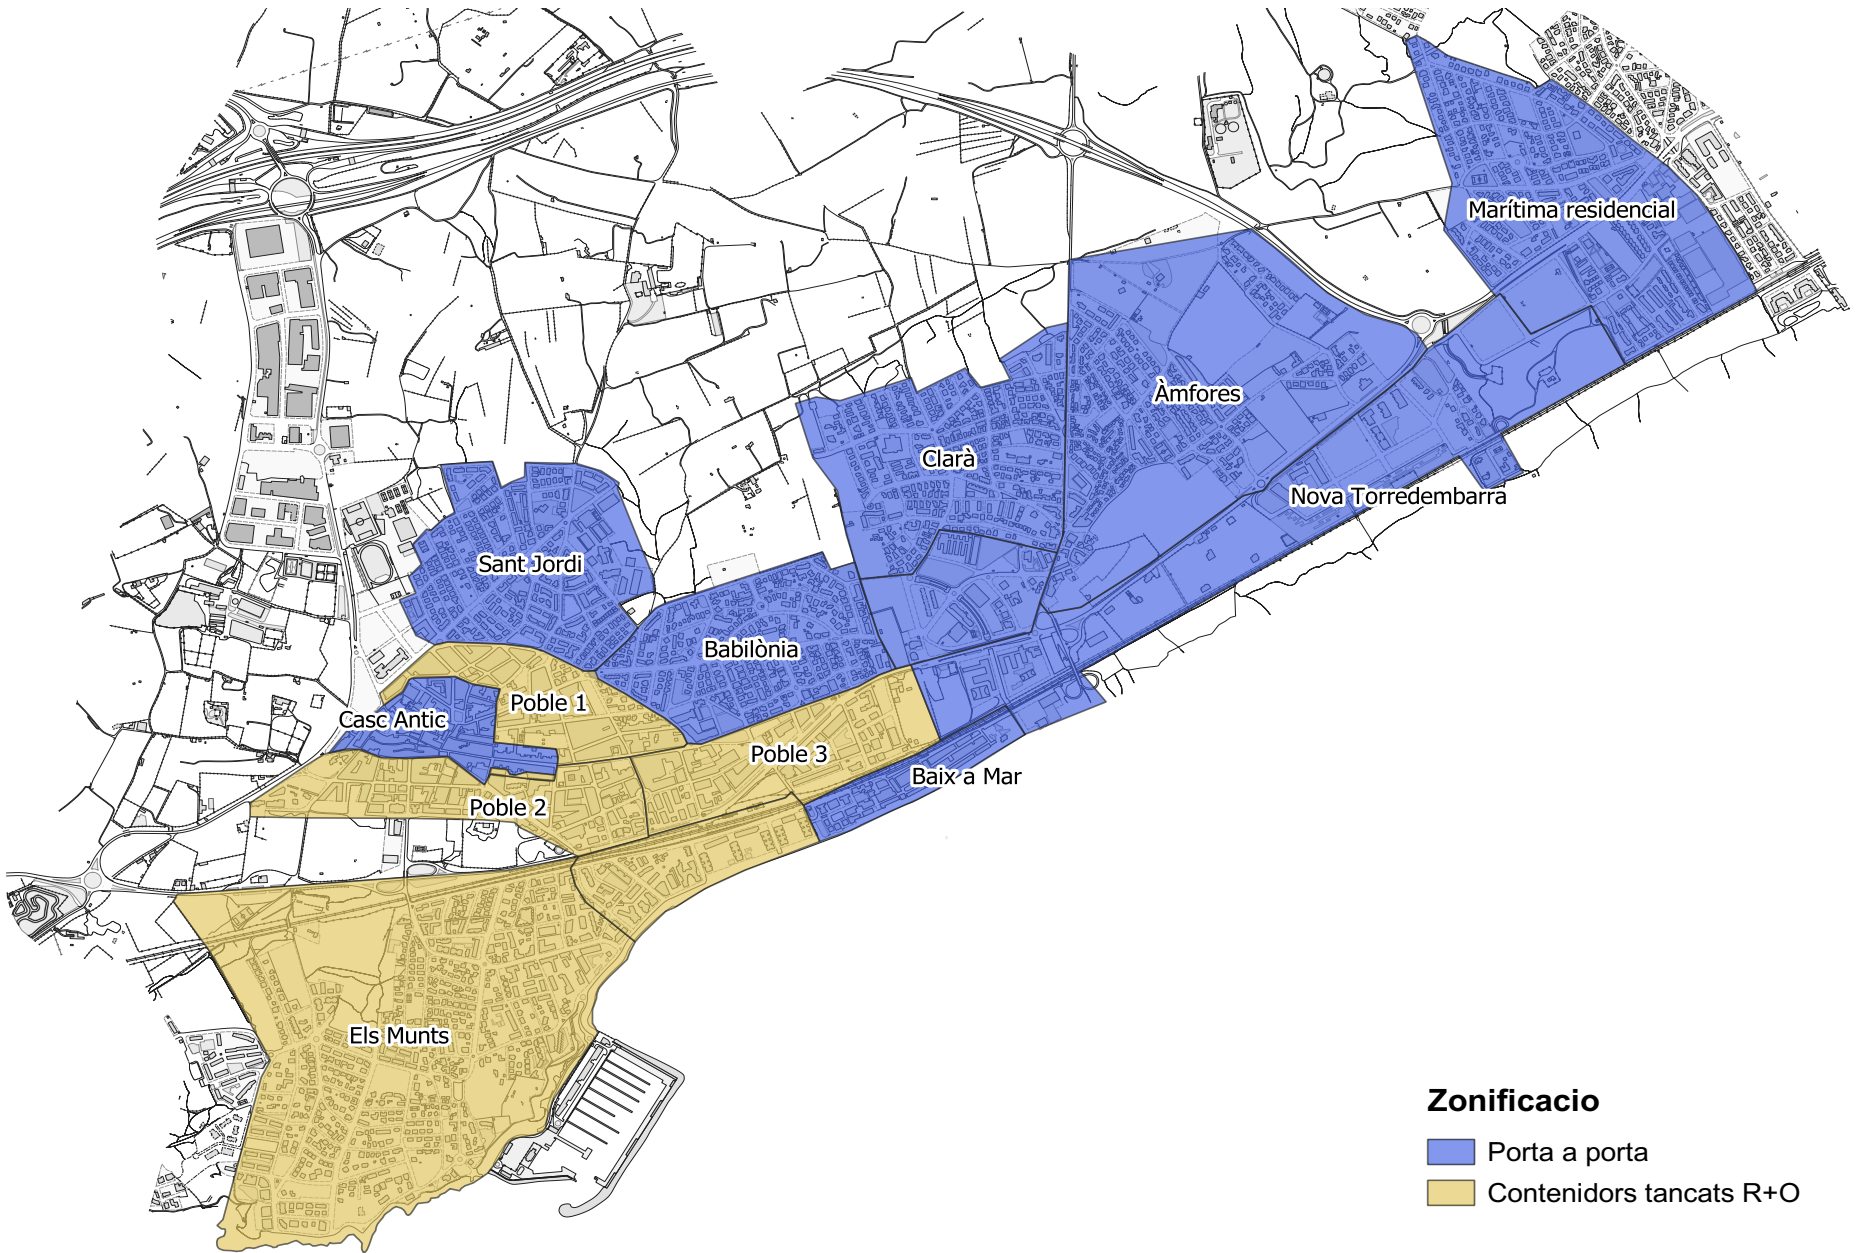 Marítima residencial
Àmfores
Clarà
Nova Torredembarra
Sant Jordi
Babilònia
Poble 1
Casc Antic
Poble 3
Baix a Mar
Poble 2
Els Munts
Zonificacio
Porta a porta
Contenidors tancats R+O